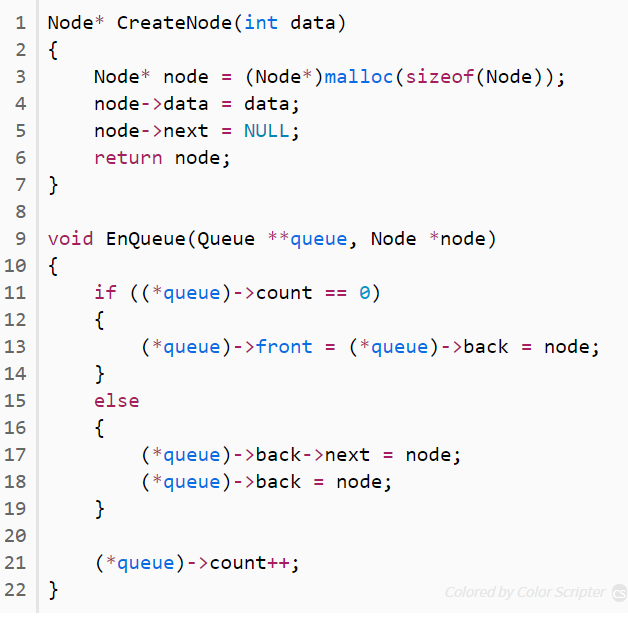 1 Node* CreateNode(int data)
2 {
3     Node* node = (Node*)malloc(sizeof(Node));
4     node->data = data;
5     node->next = NULL;
6     return node;
7 }
8
9 void EnQueue(Queue **queue, Node *node)
10 {
11     if ((*queue)->count == 0)
12     {
13         (*queue)->front = (*queue)->back = node;
14     }
15     else
16     {
17         (*queue)->back->next = node;
18         (*queue)->back = node;
19     }
20
21     (*queue)->count++;
22 }
Colored by Color Scripter CS